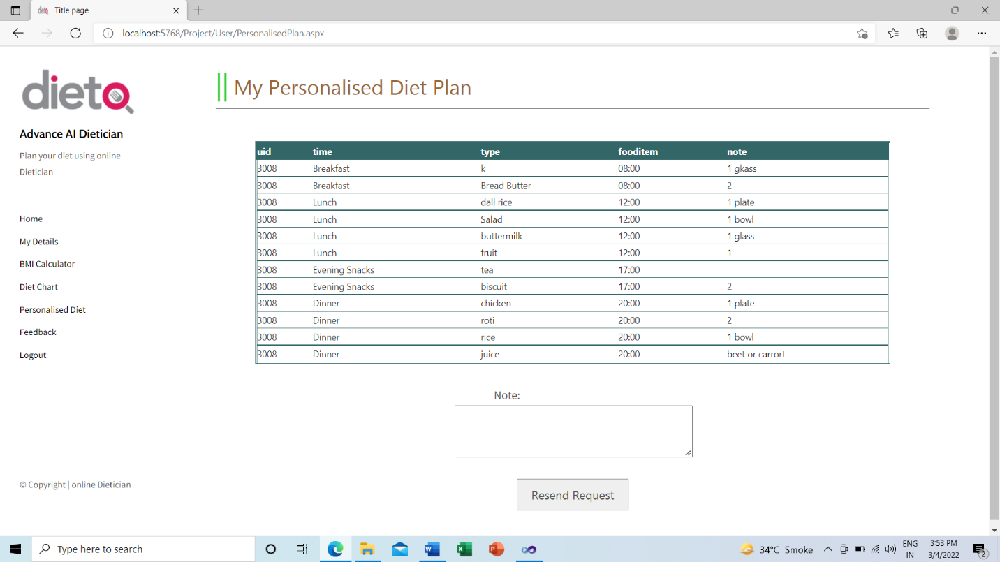 dieto Title page
localhost:5768/Project/User/PersonalisedPlan.aspx
dieto
Advance AI Dietician
Plan your diet using online
Dietician
Home
My Details
BMI Calculator
Diet Chart
Personalised Diet
Feedback
Logout
© Copyright | online Dietician
My Personalised Diet Plan
uid time type fooditem note
3008 Breakfast k 08:00 1 gkass
3008 Breakfast Bread Butter 08:00 2
3008 Lunch dall rice 12:00 1 plate
3008 Lunch Salad 12:00 1 bowl
3008 Lunch buttermilk 12:00 1 glass
3008 Lunch fruit 12:00 1
3008 Evening Snacks tea 17:00
3008 Evening Snacks biscuit 17:00 2
3008 Dinner chicken 20:00 1 plate
3008 Dinner roti 20:00 2
3008 Dinner rice 20:00 1 bowl
3008 Dinner juice 20:00 beet or carrort
Note:
Resend Request
Type here to search
34°C Smoke
ENG
IN
3:53 PM
3/4/2022
2